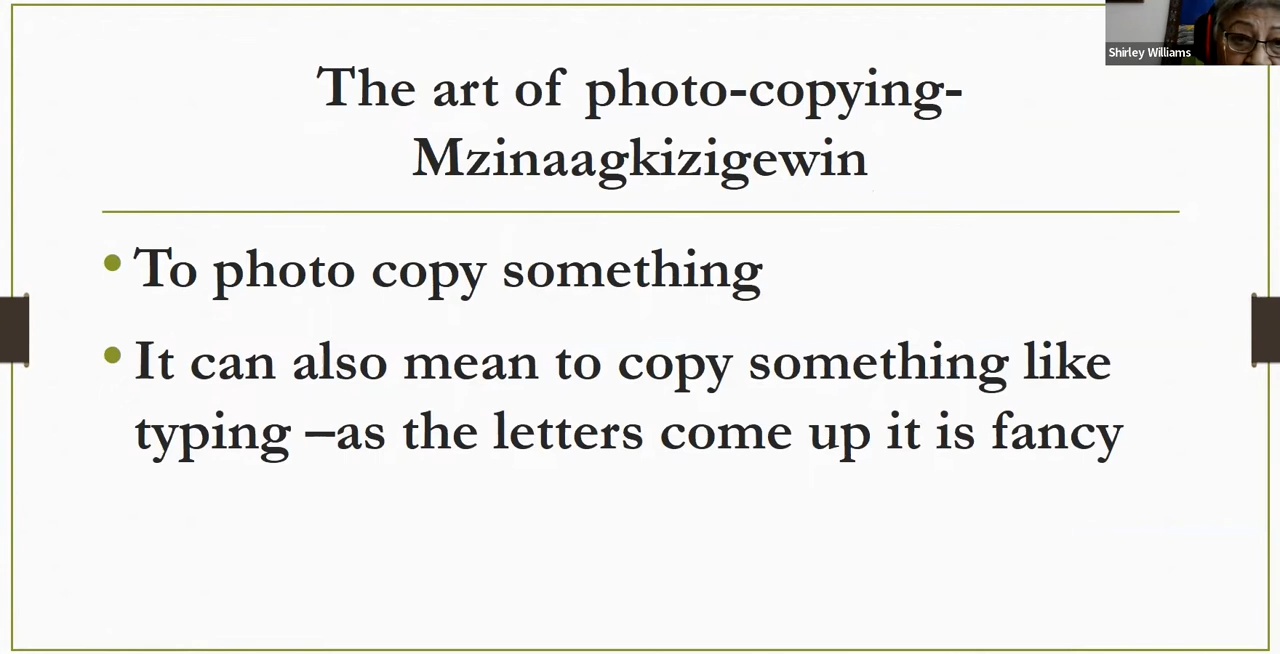 Shirley Williams
The art of photo-copying-
Mzinaagkizigewin
• To photo copy something
• It can also mean to copy something like
typing –as the letters come up it is fancy